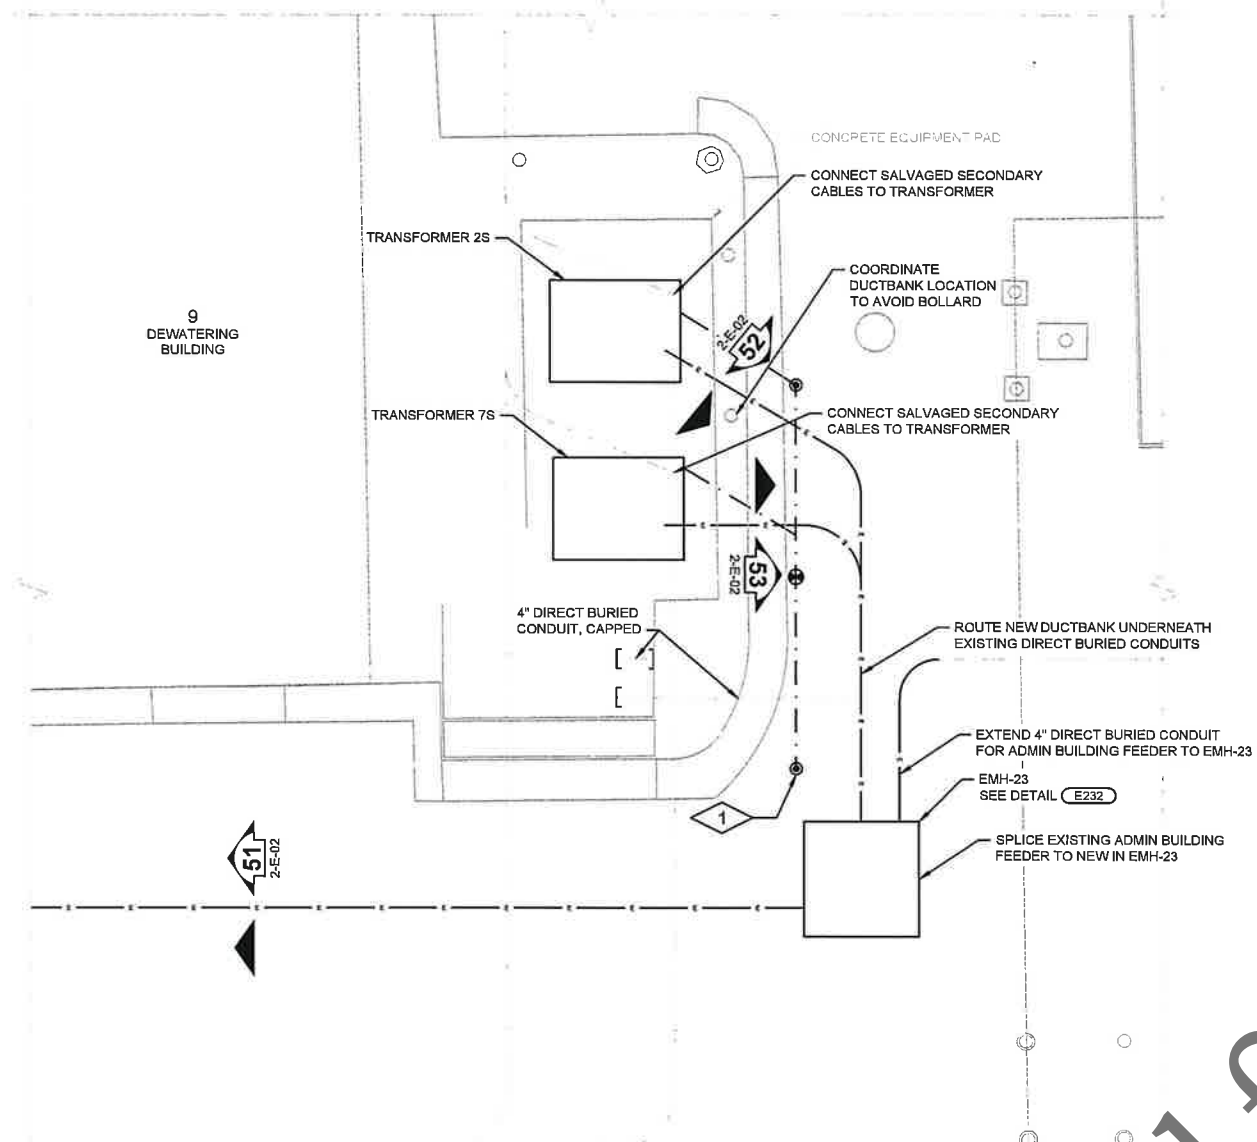 CONCRETE EQUIPMENT PAD
CONNECT SALVAGED SECONDARY
CABLES TO TRANSFORMER
TRANSFORMER 2S
COORDINATE
DUCTBANK LOCATION
TO AVOID BOLLARD
9
DEWATERING
BUILDING
2-E-02
52
TRANSFORMER 7S
CONNECT SALVAGED SECONDARY
CABLES TO TRANSFORMER
53
2-E-02
4" DIRECT BURIED
CONDUIT, CAPPED
ROUTE NEW DUCTBANK UNDERNEATH
EXISTING DIRECT BURIED CONDUITS
EXTEND 4" DIRECT BURIED CONDUIT
FOR ADMIN BUILDING FEEDER TO EMH-23
EMH-23
SEE DETAIL E232
1
SPLICE EXISTING ADMIN BUILDING
FEEDER TO NEW IN EMH-23
51
2-E-02